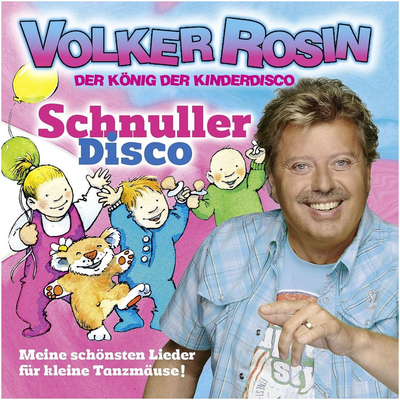 VOLKER ROSIN
DER KÖNIG DER KINDERDISCO
Schnuller
Disco
Meine schönsten Lieder
für kleine Tanzmäuse!